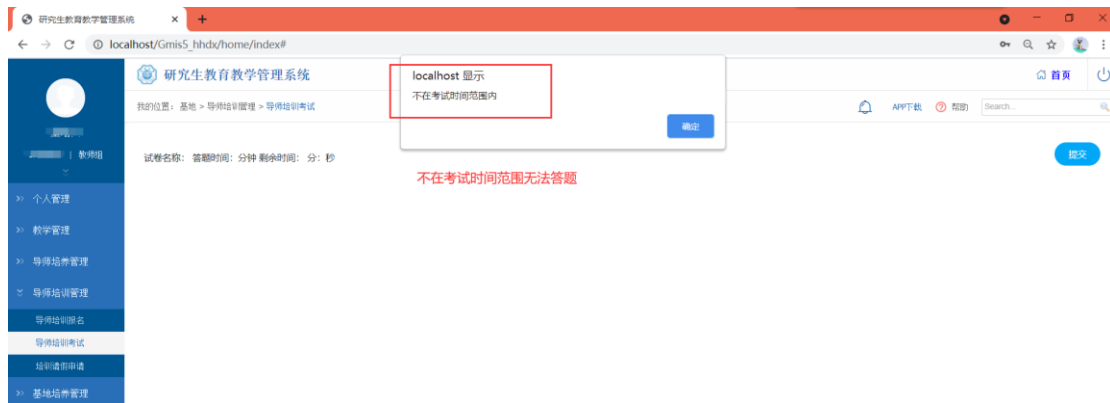 研究生教育教学管理系统 × +
localhost/Gmis5_hhdx/home/index#
研究生教育教学管理系统
首页
我的位置：基地 > 导师培训管理 > 导师培训考试
APP下载 帮助 Search...
localhost 显示
不在考试时间范围内
确定
| 教师组
试卷名称： 答题时间：分钟 剩余时间： 分：秒
提交
不在考试时间范围无法答题
个人管理
教学管理
导师培养管理
导师培训管理
导师培训报名
导师培训考试
培训请假申请
基地培养管理